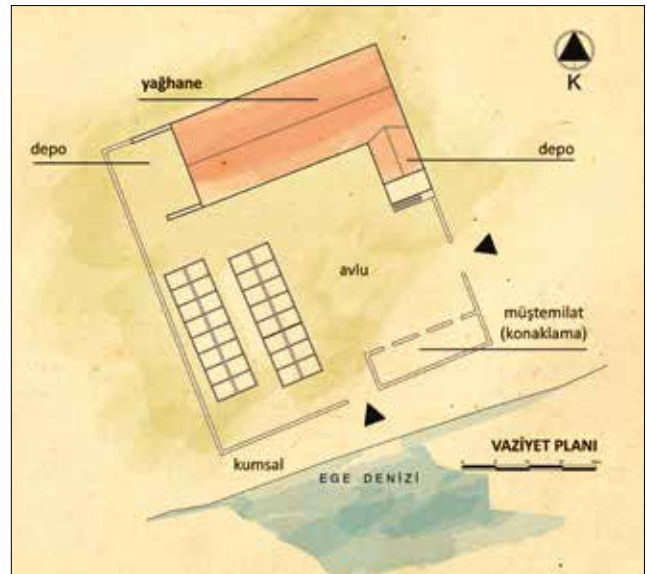 K
yağhane
depo
depo
avlu
müştemilat
(konaklama)
VAZİYET PLANI
kumsal
EGE DENİZİ